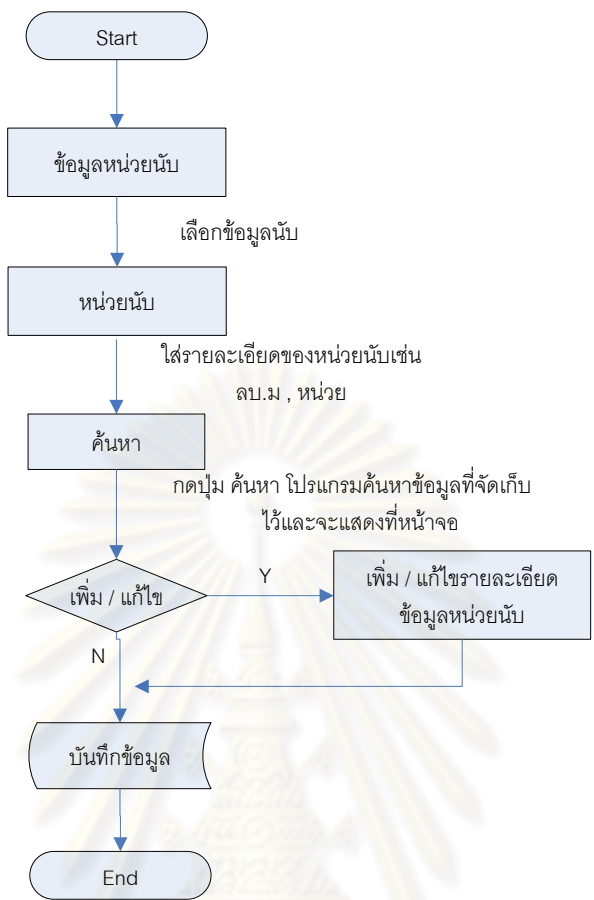 Start
ข้อมูลหน่วยนับ
เลือกข้อมูลนับ
หน่วยนับ
ใส่รายละเอียดของหน่วยนับเช่น
ลบ.ม , หน่วย
ค้นหา
กดปุ่ม ค้นหา โปรแกรมค้นหาข้อมูลที่จัดเก็บ
ไว้และจะแสดงที่หน้าจอ
เพิ่ม / แก้ไข
Y
เพิ่ม / แก้ไขรายละเอียด
ข้อมูลหน่วยนับ
N
บันทึกข้อมูล
End